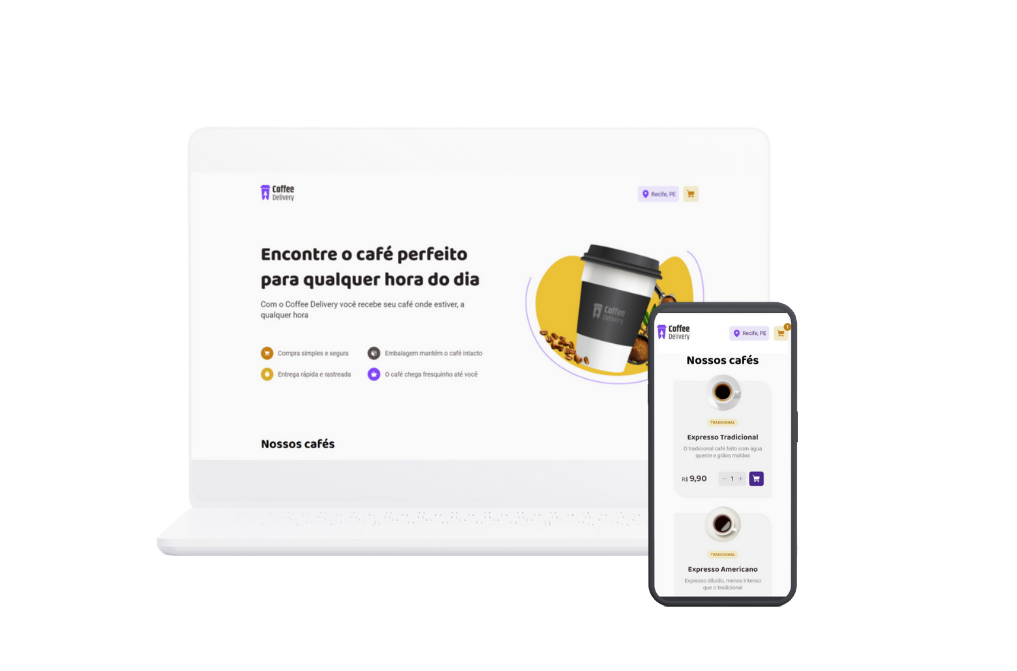 Coffee
Delivery
Recife, PE
Encontre o café perfeito
para qualquer hora do dia
Com o Coffee Delivery você recebe seu café onde estiver, a
qualquer hora
Compra simples e segura
Embalagem mantém o café intacto
Entrega rápida e rastreada
O café chega fresquinho até você
Coffee
Delivery
Nossos cafés
Coffee
Delivery
Recife, PE
1
Nossos cafés
TRADICIONAL
Expresso Tradicional
O tradicional café feito com água
quente e grãos moídos
R$ 9,90
− 1 +
TRADICIONAL
Expresso Americano
Expresso diluído, menos intenso
que o tradicional